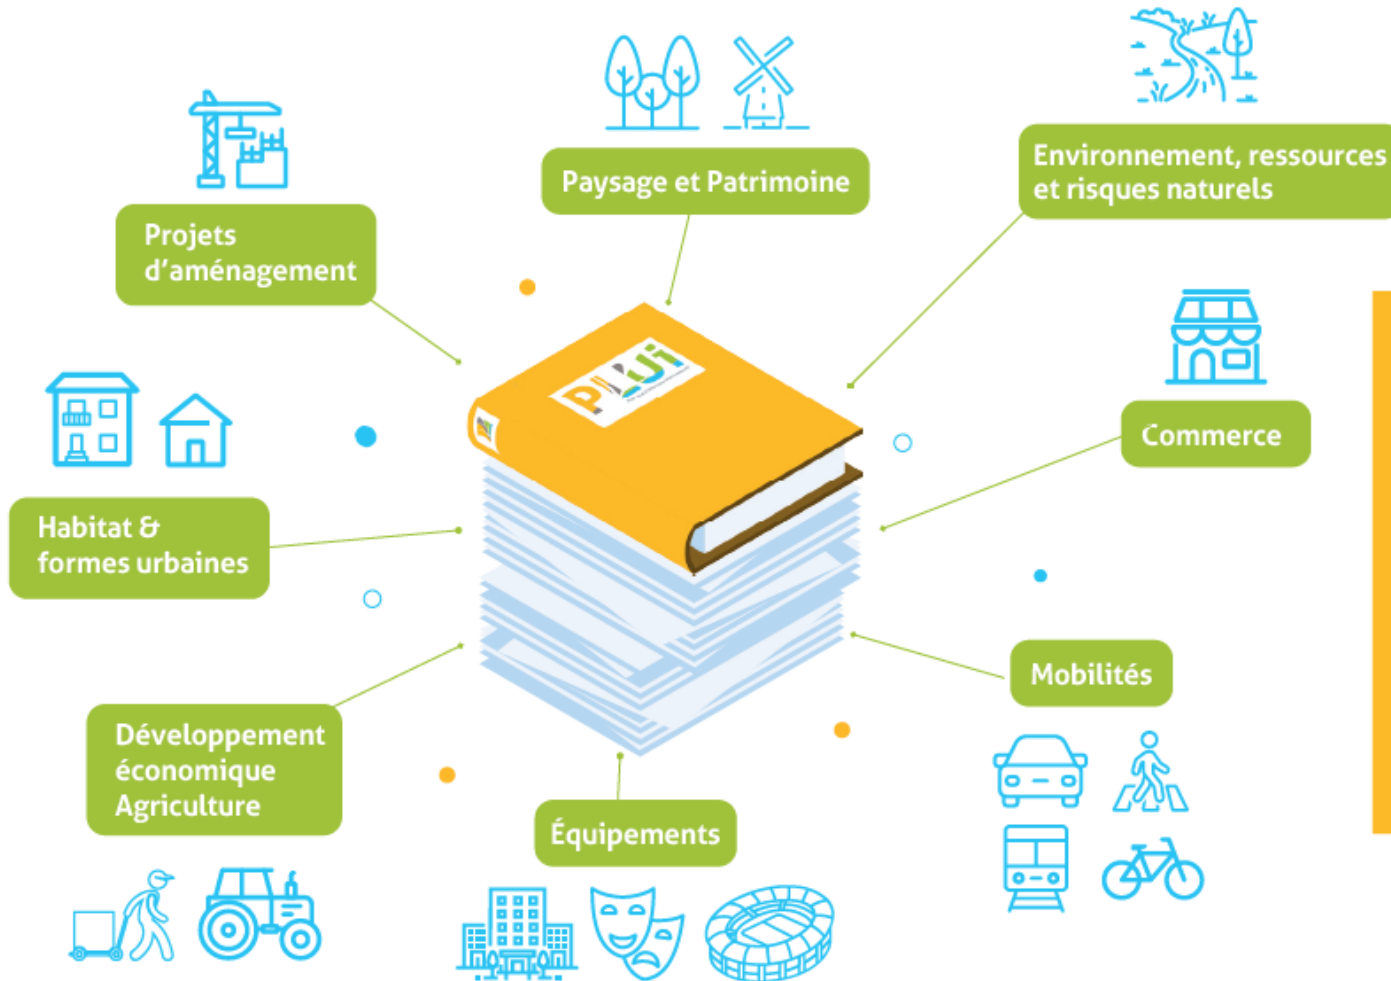 Paysage et Patrimoine
Environnement, ressources
et risques naturels
Projets
d'aménagement
PLUi
Commerce
Habitat &
formes urbaines
Mobilités
Développement
économique
Agriculture
Équipements